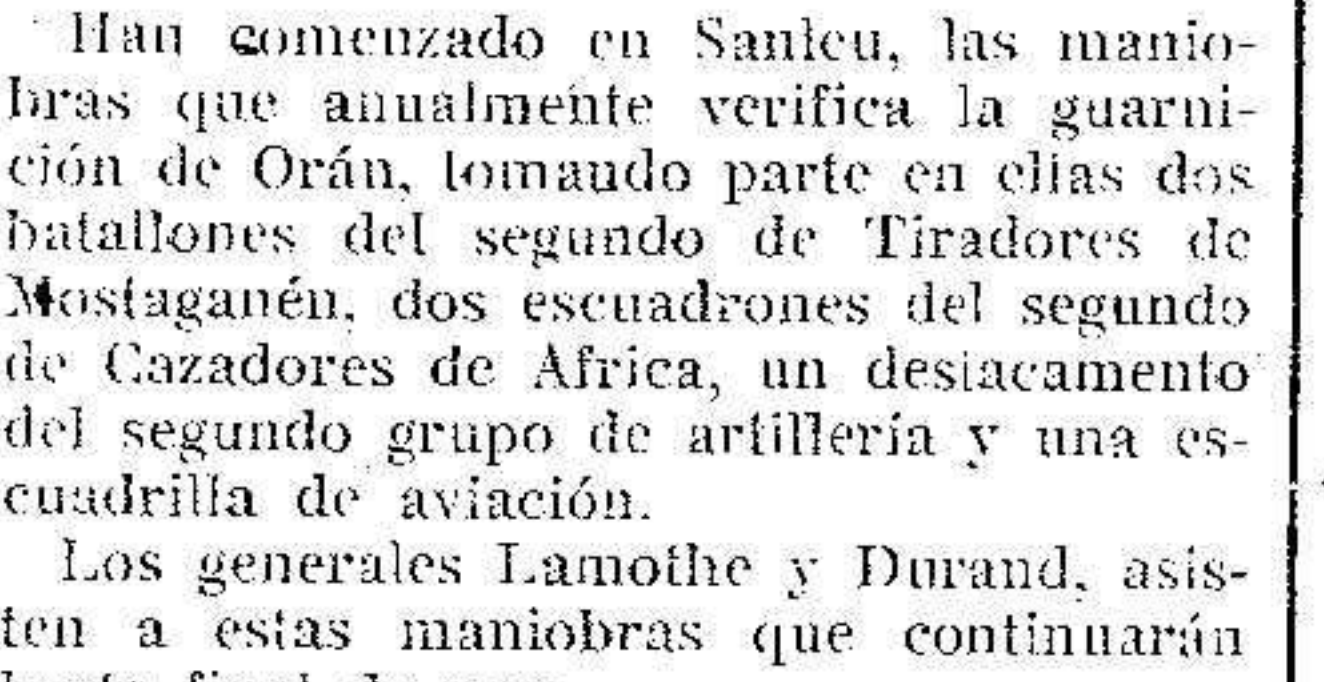 Han comenzado en Sanleu, las manio-
bras que anualmente verifica la guarni-
ción de Orán, tomando parte en ellas dos
batallones del segundo de Tiradores de
Mostaganén, dos escuadrones del segundo
de Cazadores de Africa, un destacamento
del segundo grupo de artillería y una es-
cuadrilla de aviación.
Los generales Lamothe y Durand, asis-
ten a estas maniobras que continuarán